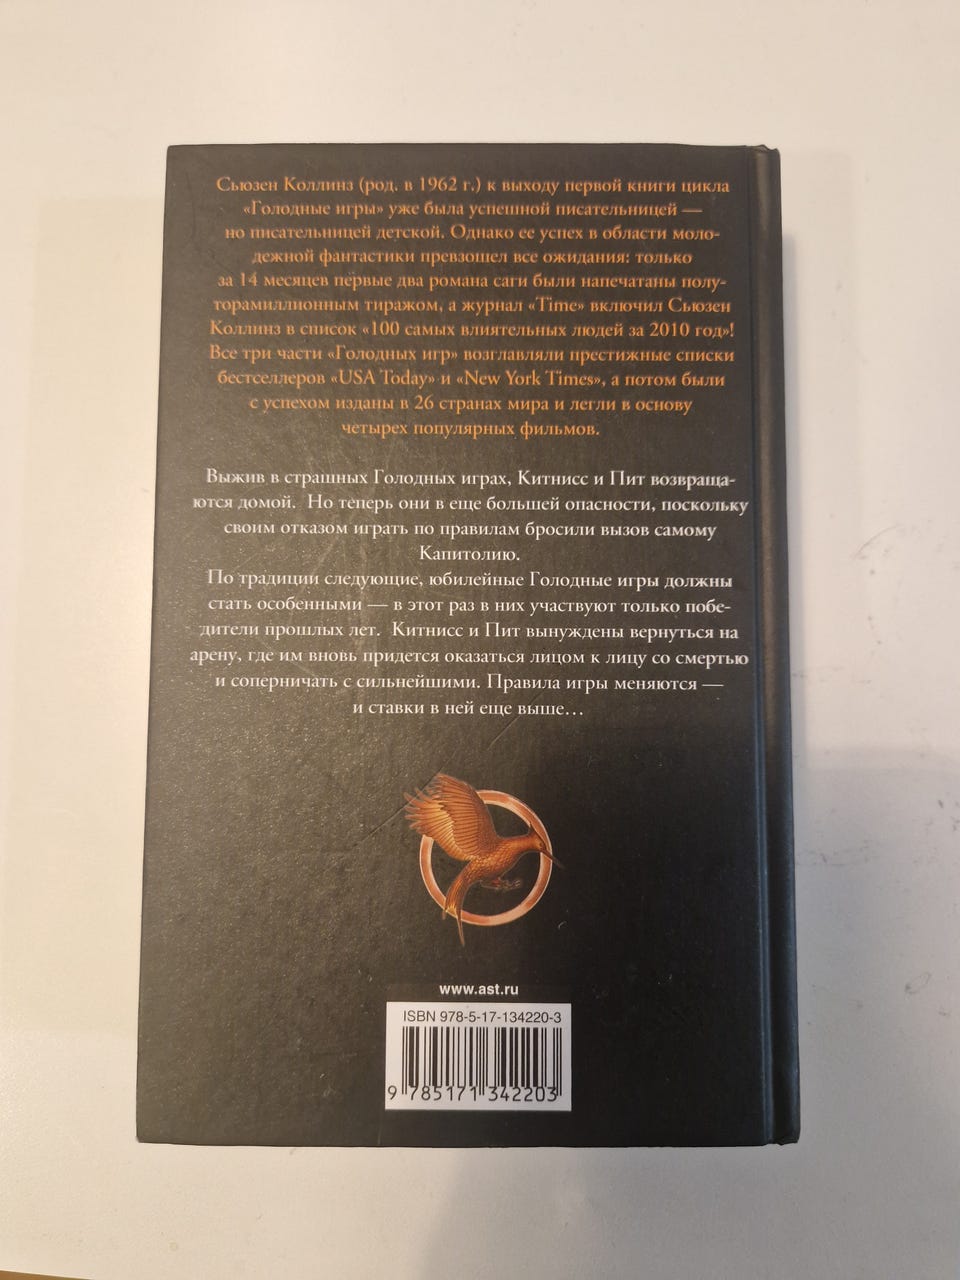 Сьюзен Коллинз (род. в 1962 г.) к выходу первой книги цикла
«Голодные игры» уже была успешной писательницей —
но писательницей детской. Однако ее успех в области моло-
дежной фантастики превзошел все ожидания: только
за 14 месяцев первые два романа саги были напечатаны полу-
торамиллионным тиражом, а журнал «Time» включил Сьюзен
Коллинз в список «100 самых влиятельных людей за 2010 год»!
Все три части «Голодных игр» возглавляли престижные списки
бестселлеров «USA Today» и «New York Times», а потом были
с успехом изданы в 26 странах мира и легли в основу
четырех популярных фильмов.
Выжив в страшных Голодных играх, Китнисс и Пит возвраща-
ются домой. Но теперь они в еще большей опасности, поскольку
своим отказом играть по правилам бросили вызов самому
Капитолию.
По традиции следующие, юбилейные Голодные игры должны
стать особенными — в этот раз в них участвуют только побе-
дители прошлых лет. Китнисс и Пит вынуждены вернуться на
арену, где им вновь придется оказаться лицом к лицу со смертью
и соперничать с сильнейшими. Правила игры меняются —
и ставки в ней еще выше…
www.ast.ru
ISBN 978-5-17-134220-3
9 785171 342203